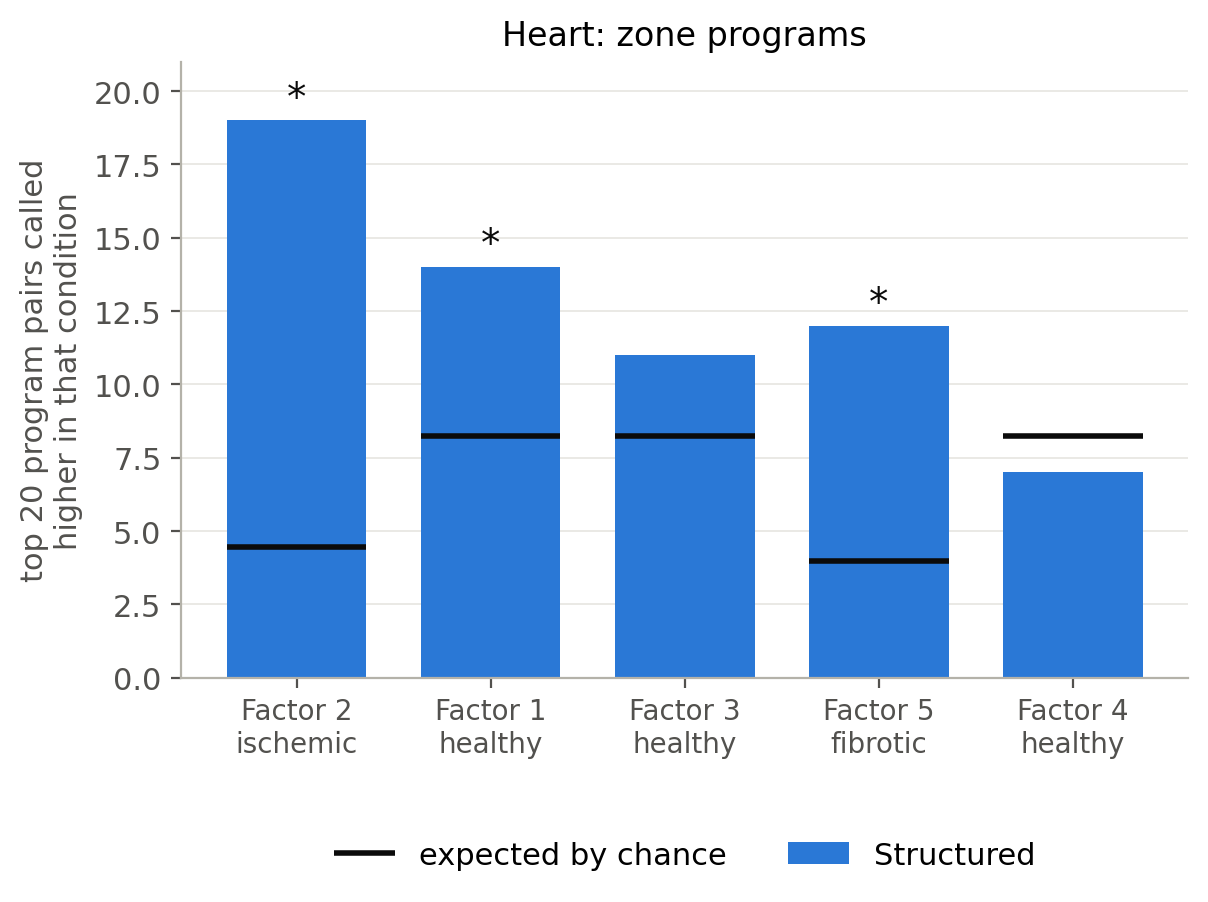 Heart: zone programs
top 20 program pairs called
higher in that condition
20.0
17.5
15.0
12.5
10.0
7.5
5.0
2.5
0.0
*
*
*
Factor 2
ischemic
Factor 1
healthy
Factor 3
healthy
Factor 5
fibrotic
Factor 4
healthy
expected by chance
Structured